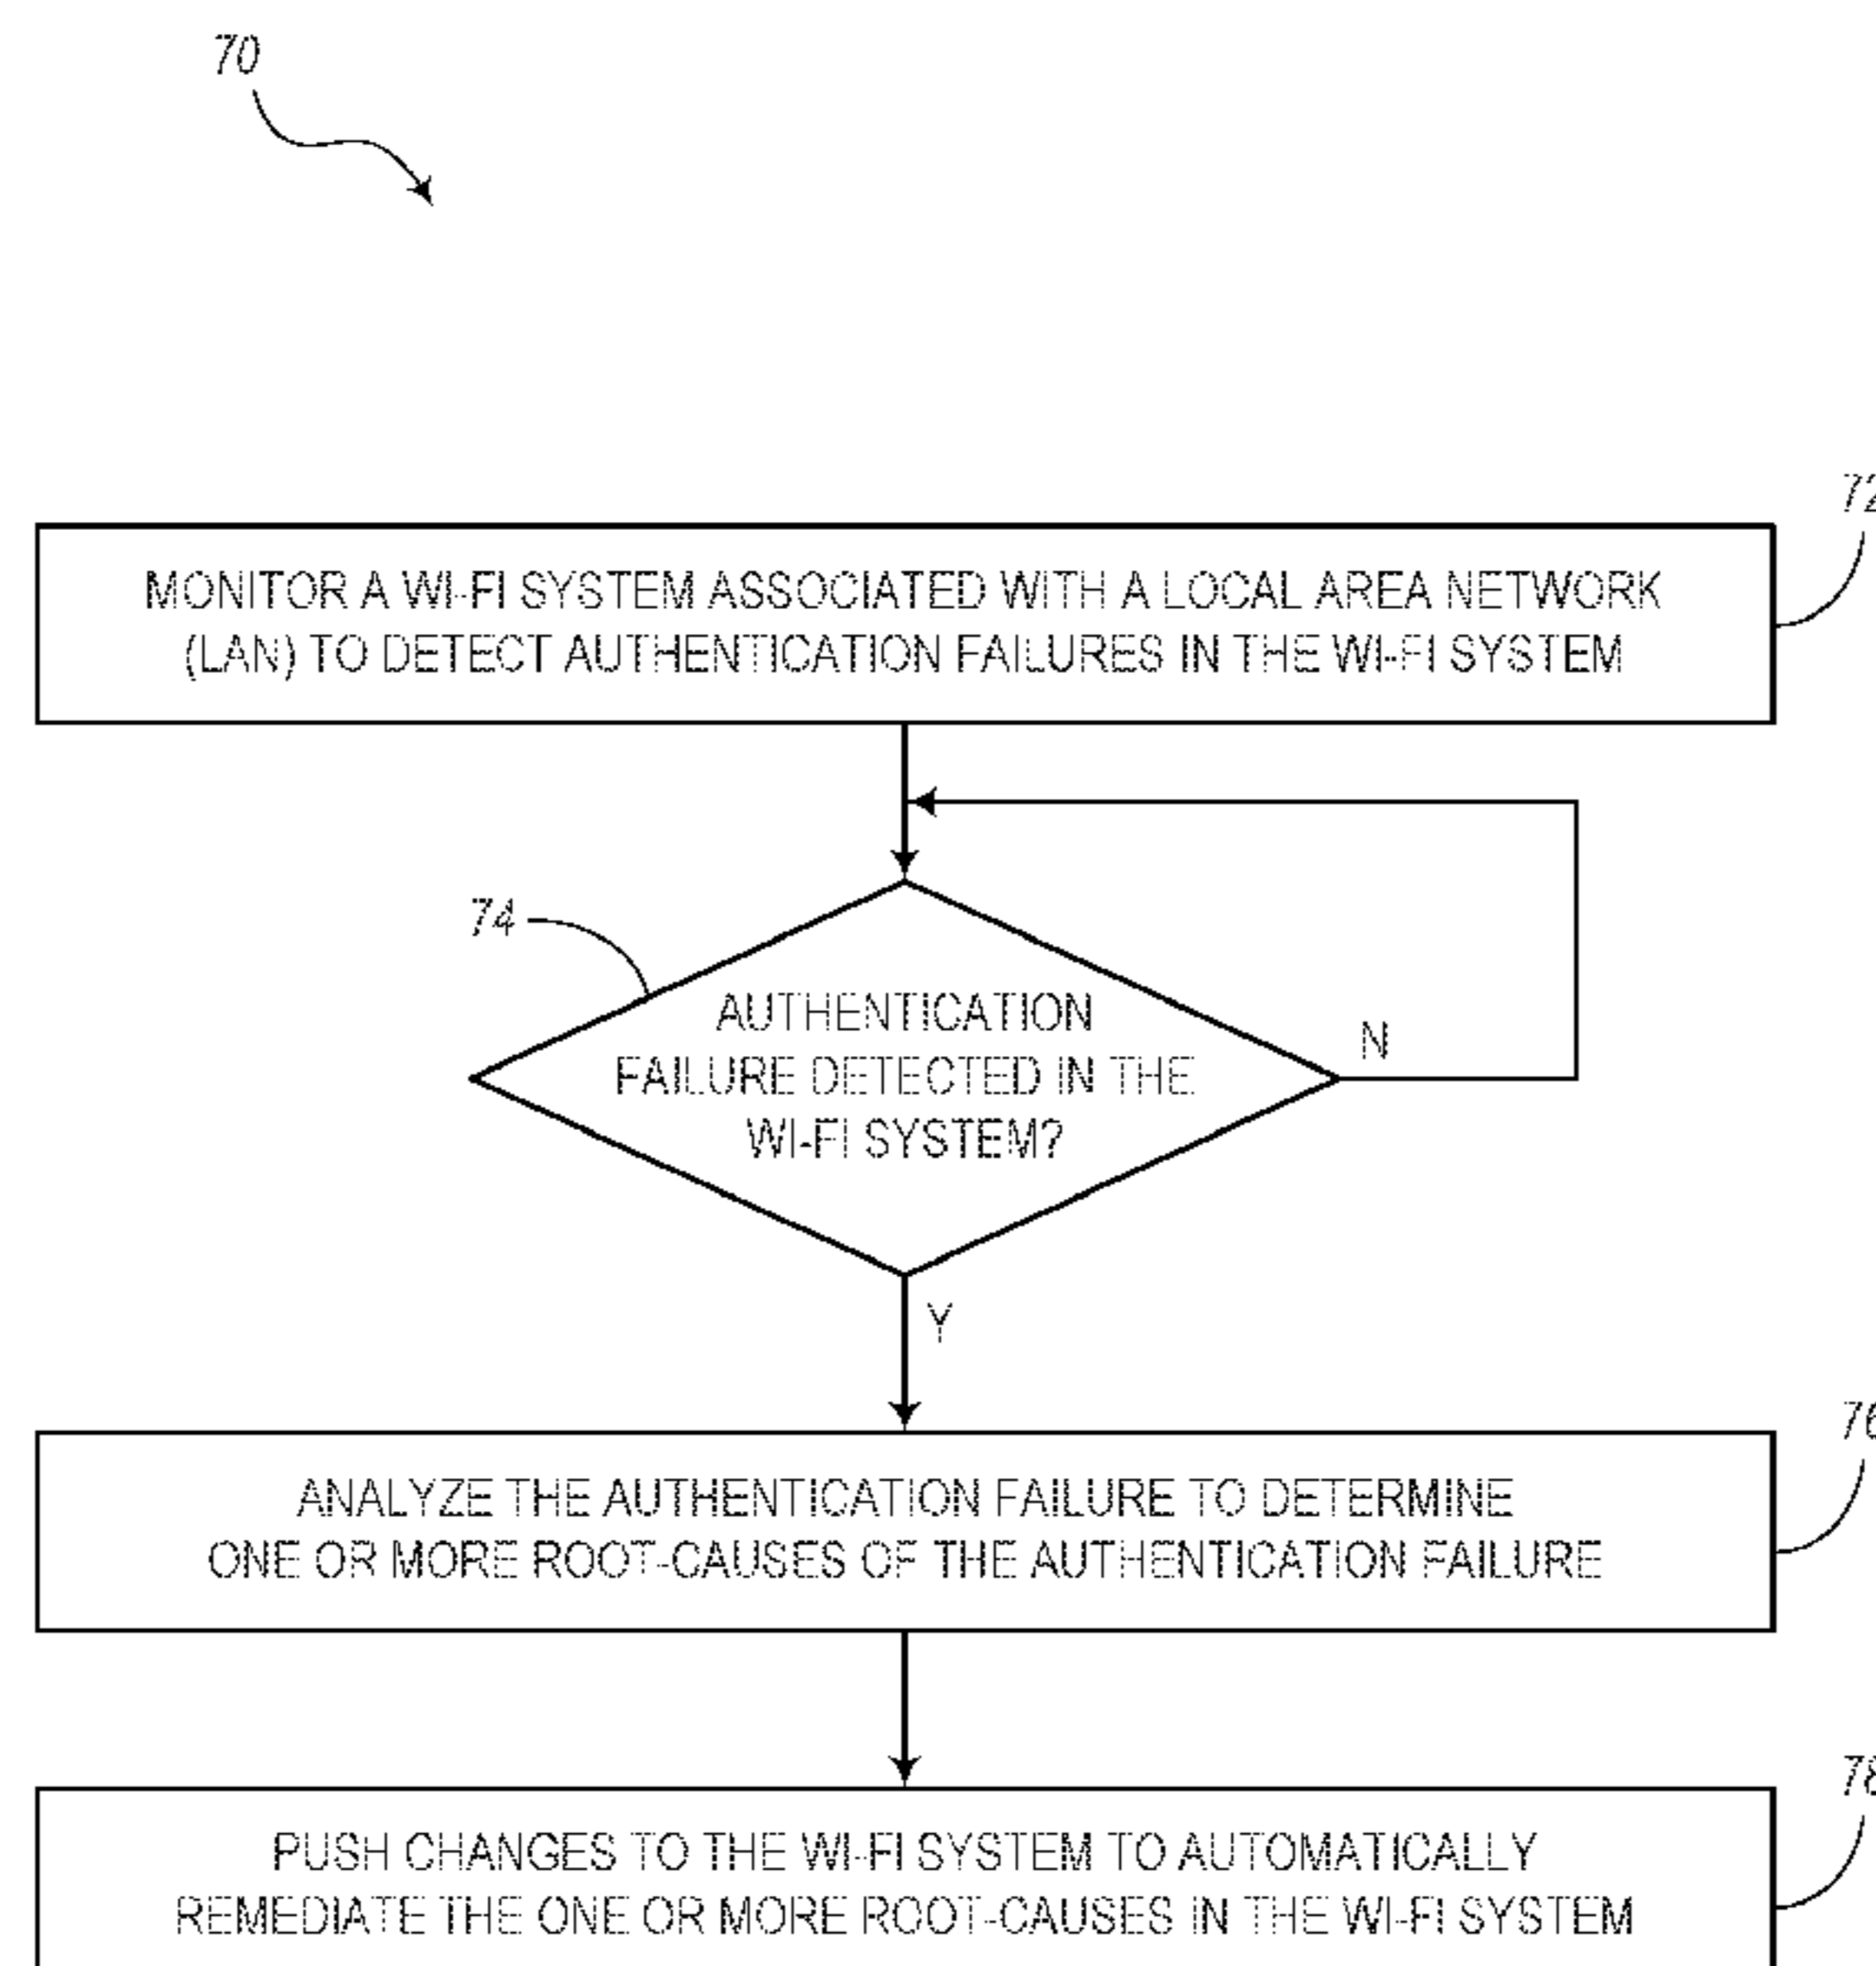 70
72
MONITOR A WI-FI SYSTEM ASSOCIATED WITH A LOCAL AREA NETWORK
(LAN) TO DETECT AUTHENTICATION FAILURES IN THE WI-FI SYSTEM
74
AUTHENTICATION
FAILURE DETECTED IN THE
WI-FI SYSTEM?
N
Y
76
ANALYZE THE AUTHENTICATION FAILURE TO DETERMINE
ONE OR MORE ROOT-CAUSES OF THE AUTHENTICATION FAILURE
78
PUSH CHANGES TO THE WI-FI SYSTEM TO AUTOMATICALLY
REMEDIATE THE ONE OR MORE ROOT-CAUSES IN THE WI-FI SYSTEM